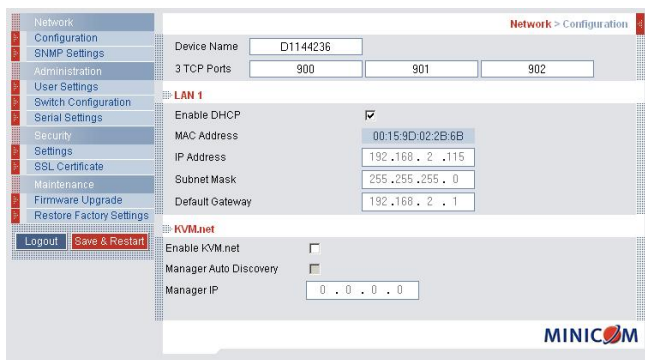 Network
Configuration
SNMP Settings
Administration
User Settings
Switch Configuration
Serial Settings
Security
Settings
SSL Certificate
Maintenance
Firmware Upgrade
Restore Factory Settings
Logout Save & Restart
Network > Configuration
Device Name D1144236
3 TCP Ports 900 901 902
LAN 1
Enable DHCP
MAC Address 00:15:9D:02:2B:6B
IP Address 192.168. 2 .115
Subnet Mask 255.255.255. 0
Default Gateway 192.168. 2 . 1
KVM.net
Enable KVM.net
Manager Auto Discovery
Manager IP 0 . 0 . 0 . 0
MINICOM